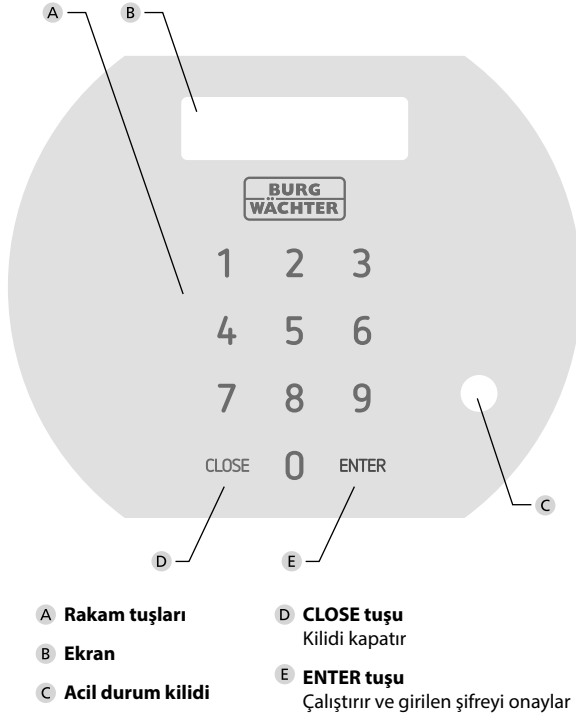 A
B
BURG
WÄCHTER
1 2 3
4 5 6
7 8 9
CLOSE 0 ENTER
C
D
E
A Rakam tuşları
B Ekran
C Acil durum kilidi
D CLOSE tuşu
Kilidi kapatır
E ENTER tuşu
Çalıştırır ve girilen şifreyi onaylar